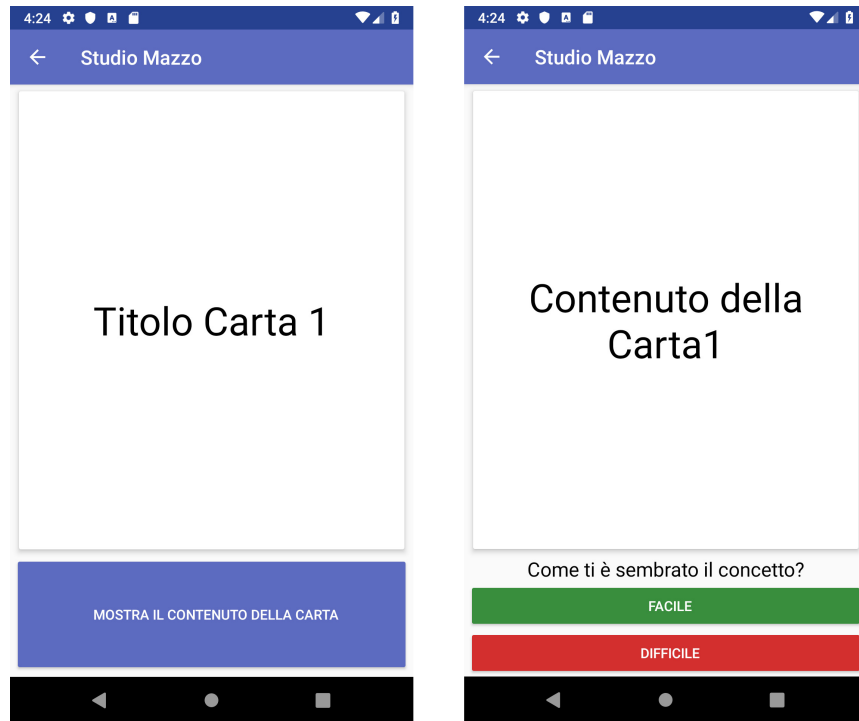 4:24
Studio Mazzo
Titolo Carta 1
MOSTRA IL CONTENUTO DELLA CARTA
4:24
Studio Mazzo
Contenuto della
Carta1
Come ti è sembrato il concetto?
FACILE
DIFFICILE